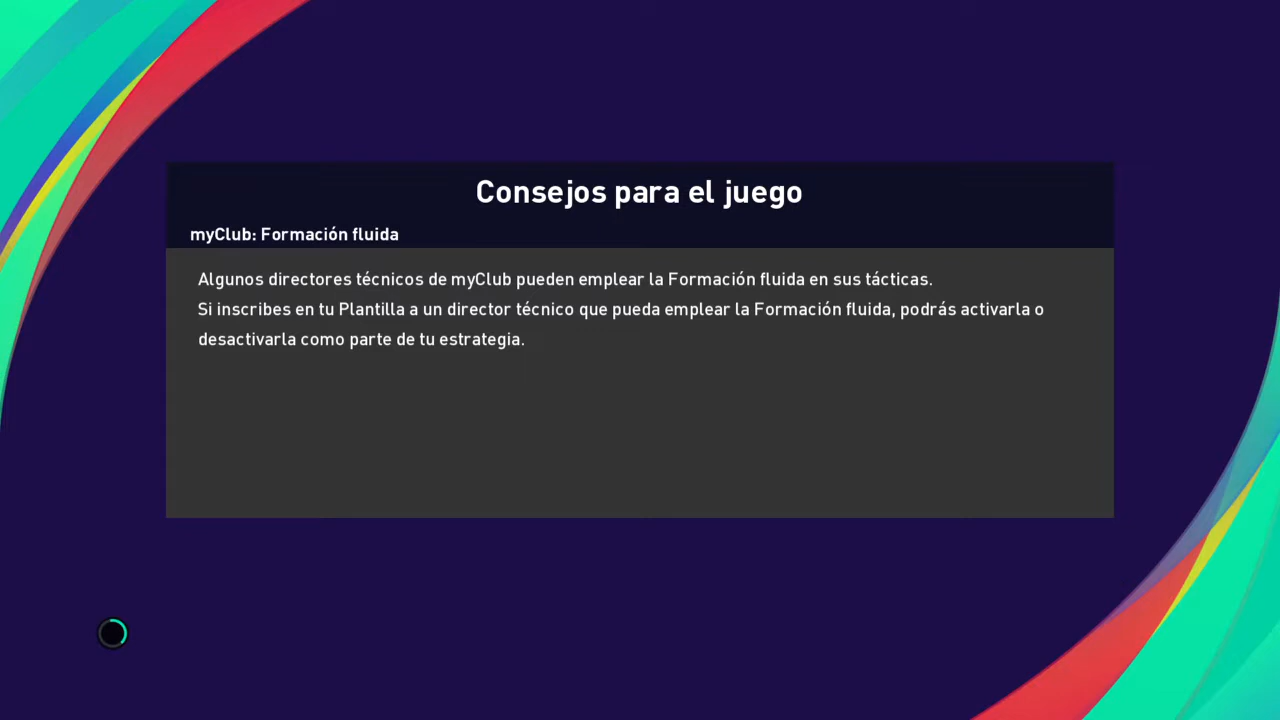 Consejos para el juego
myClub: Formación fluida
Algunos directores técnicos de myClub pueden emplear la Formación fluida en sus tácticas.
Si inscribes en tu Plantilla a un director técnico que pueda emplear la Formación fluida, podrás activarla o
desactivarla como parte de tu estrategia.